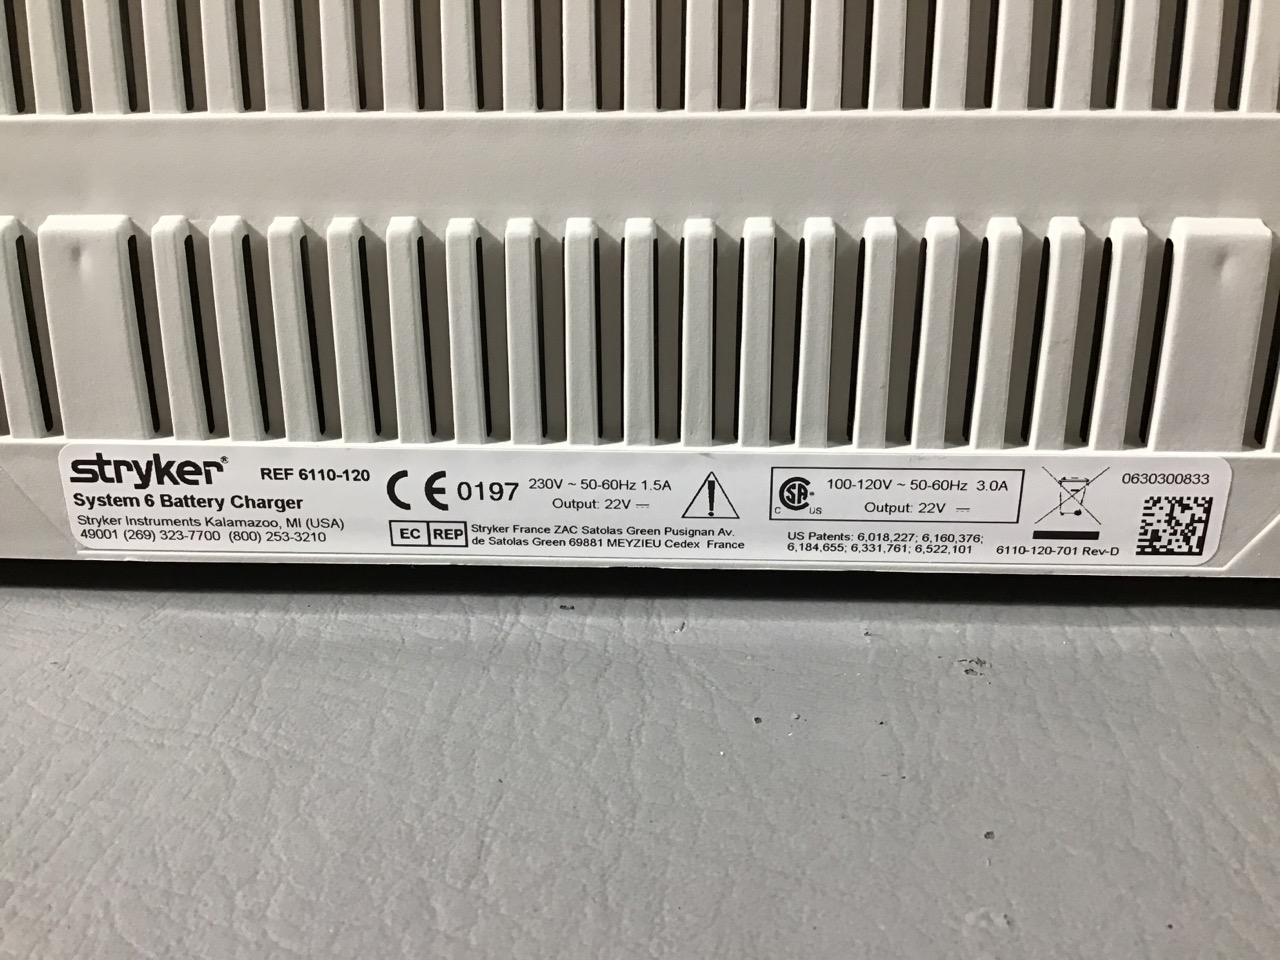 stryker®
REF 6110-120
System 6 Battery Charger
Stryker Instruments Kalamazoo, MI (USA)
49001 (269) 323-7700 (800) 253-3210
CE 0197
230V ~ 50-60Hz 1.5A
Output: 22V ⎓
EC REP
Stryker France ZAC Satolas Green Pusignan Av.
de Satolas Green 69881 MEYZIEU Cedex France
C SA® US
100-120V ~ 50-60Hz 3.0A
Output: 22V ⎓
US Patents: 6,018,227; 6,160,376;
6,184,655; 6,331,761; 6,522,101
6110-120-701 Rev-D
0630300833